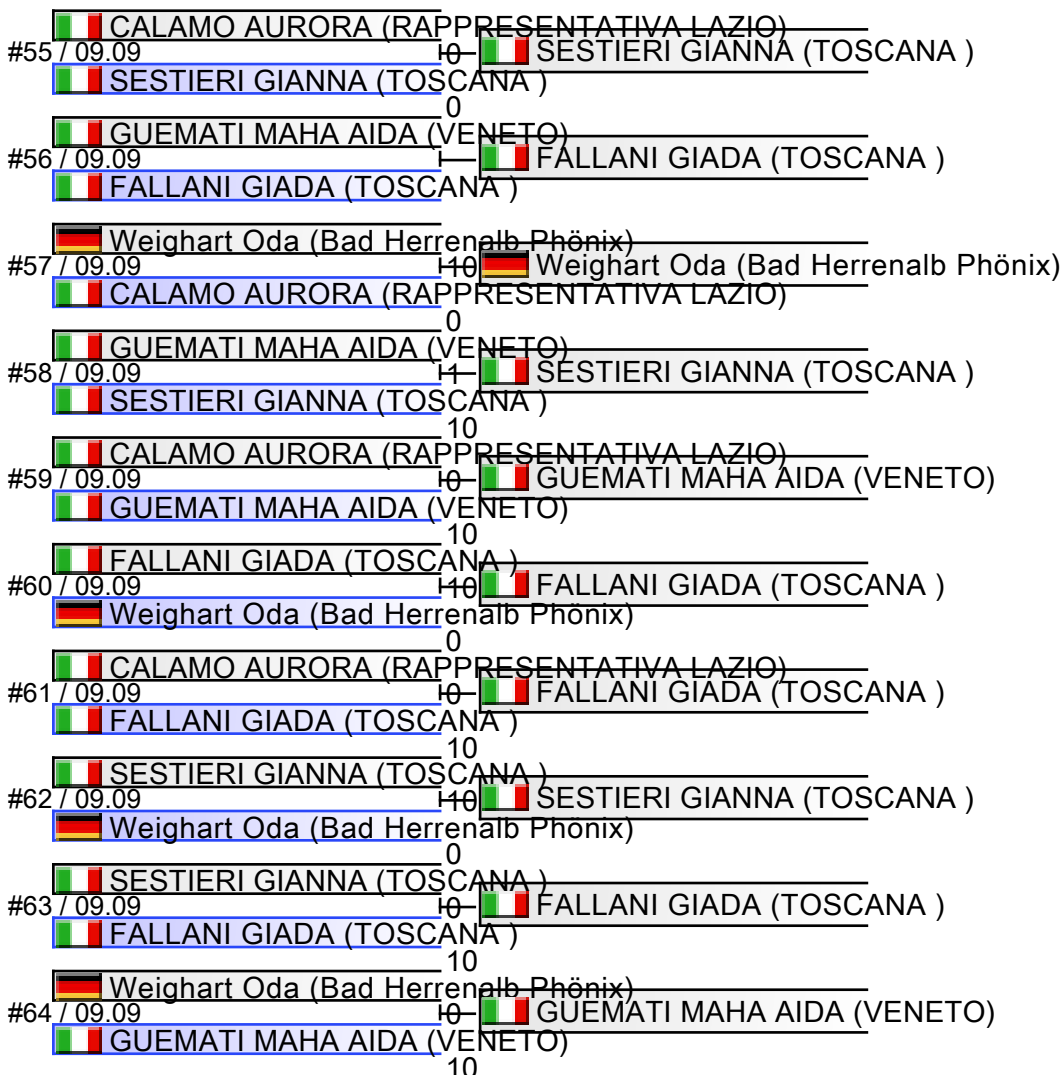 CALAMO AURORA (RAPPRESENTATIVA LAZIO)
#55 / 09.09 0 SESTIERI GIANNA (TOSCANA )
SESTIERI GIANNA (TOSCANA )
0
GUEMATI MAHA AIDA (VENETO)
#56 / 09.09 FALLANI GIADA (TOSCANA )
FALLANI GIADA (TOSCANA )
Weighart Oda (Bad Herrenalb Phönix)
#57 / 09.09 10 Weighart Oda (Bad Herrenalb Phönix)
CALAMO AURORA (RAPPRESENTATIVA LAZIO)
0
GUEMATI MAHA AIDA (VENETO)
#58 / 09.09 1 SESTIERI GIANNA (TOSCANA )
SESTIERI GIANNA (TOSCANA )
10
CALAMO AURORA (RAPPRESENTATIVA LAZIO)
#59 / 09.09 0 GUEMATI MAHA AIDA (VENETO)
GUEMATI MAHA AIDA (VENETO)
10
FALLANI GIADA (TOSCANA )
#60 / 09.09 10 FALLANI GIADA (TOSCANA )
Weighart Oda (Bad Herrenalb Phönix)
0
CALAMO AURORA (RAPPRESENTATIVA LAZIO)
#61 / 09.09 0 FALLANI GIADA (TOSCANA )
FALLANI GIADA (TOSCANA )
10
SESTIERI GIANNA (TOSCANA )
#62 / 09.09 10 SESTIERI GIANNA (TOSCANA )
Weighart Oda (Bad Herrenalb Phönix)
0
SESTIERI GIANNA (TOSCANA )
#63 / 09.09 0 FALLANI GIADA (TOSCANA )
FALLANI GIADA (TOSCANA )
10
Weighart Oda (Bad Herrenalb Phönix)
#64 / 09.09 0 GUEMATI MAHA AIDA (VENETO)
GUEMATI MAHA AIDA (VENETO)
10